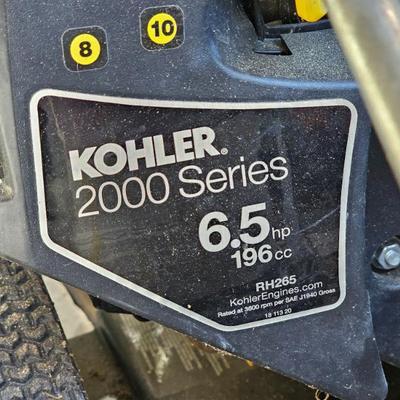 8
10
KOHLER®
2000 Series
6.5hp
196cc
RH265
KohlerEngines.com
Rated at 3600 rpm per SAE J1940 Gross
18 113 20